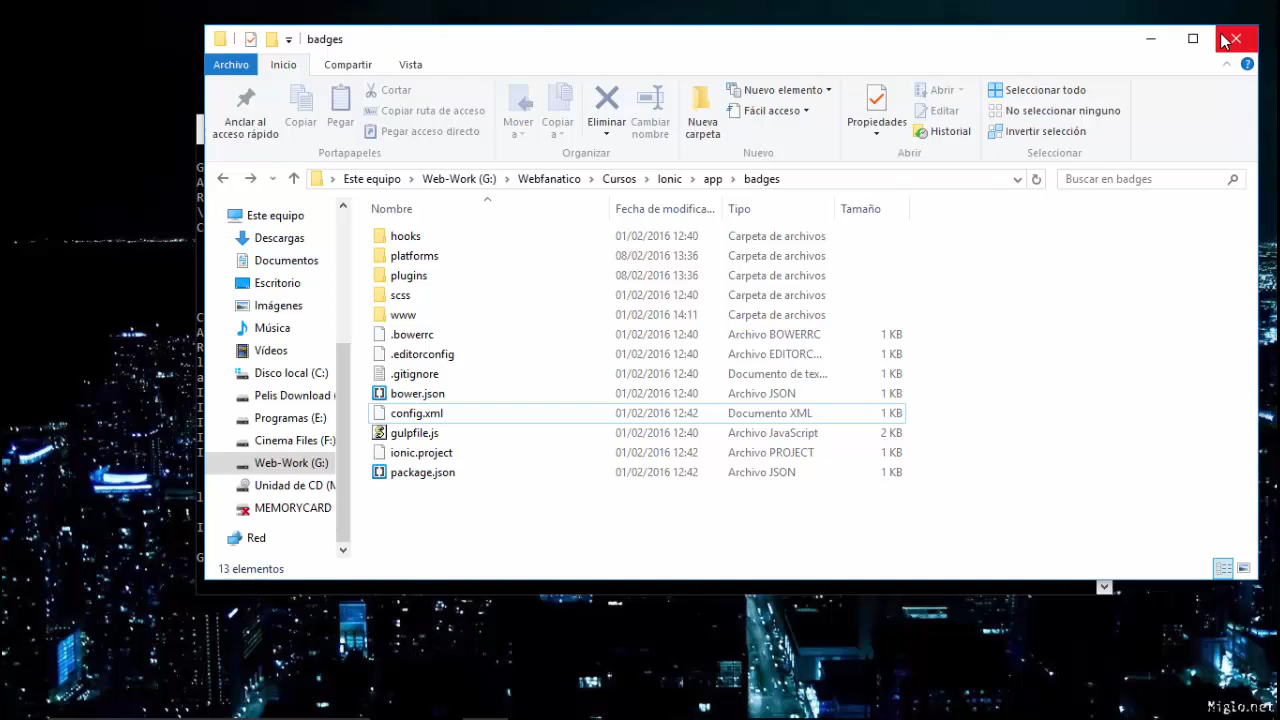 badges
Archivo Inicio Compartir Vista
Anclar al acceso rápido
Copiar
Pegar
Cortar
Copiar ruta de acceso
Pegar acceso directo
Portapapeles
Mover a
Copiar a
Eliminar
Cambiar nombre
Organizar
Nueva carpeta
Nuevo elemento
Fácil acceso
Nuevo
Propiedades
Abrir
Editar
Historial
Abrir
Seleccionar todo
No seleccionar ninguno
Invertir selección
Seleccionar
Este equipo > Web-Work (G:) > Webfanatico > Cursos > Ionic > app > badges
Buscar en badges
Este equipo
Descargas
Documentos
Escritorio
Imágenes
Música
Vídeos
Disco local (C:)
Pelis Download
Programas (E:)
Cinema Files (F:)
Web-Work (G:)
Unidad de CD (
MEMORYCARD
Red
Nombre Fecha de modifica... Tipo Tamaño
hooks 01/02/2016 12:40 Carpeta de archivos
platforms 08/02/2016 13:36 Carpeta de archivos
plugins 08/02/2016 13:36 Carpeta de archivos
scss 01/02/2016 12:40 Carpeta de archivos
www 01/02/2016 14:11 Carpeta de archivos
.bowerrc 01/02/2016 12:40 Archivo BOWERRC 1 KB
.editorconfig 01/02/2016 12:40 Archivo EDITORC... 1 KB
.gitignore 01/02/2016 12:40 Documento de tex... 1 KB
bower.json 01/02/2016 12:40 Archivo JSON 1 KB
config.xml 01/02/2016 12:42 Documento XML 1 KB
gulpfile.js 01/02/2016 12:40 Archivo JavaScript 2 KB
ionic.project 01/02/2016 12:42 Archivo PROJECT 1 KB
package.json 01/02/2016 12:42 Archivo JSON 1 KB
13 elementos